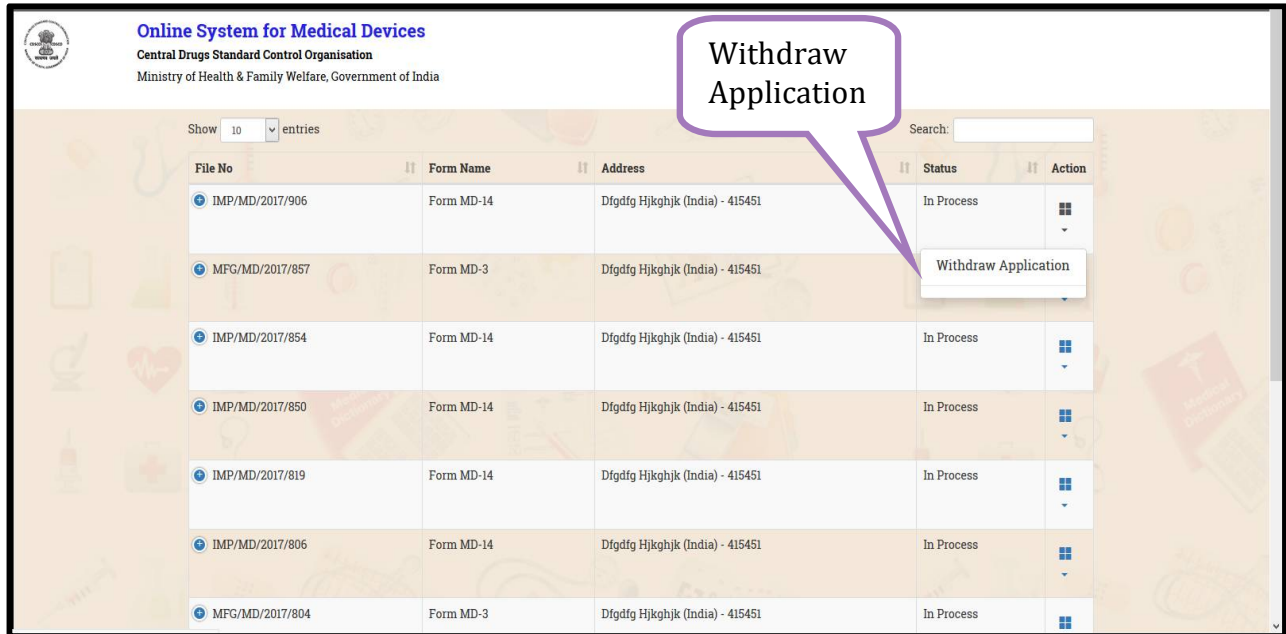 Online System for Medical Devices
Central Drugs Standard Control Organisation
Ministry of Health & Family Welfare, Government of India
Withdraw
Application
Show 10 entries
Search:
File No Form Name Address Status Action
IMP/MD/2017/906 Form MD-14 Dfgdfg Hjkghjk (India) - 415451 In Process
MFG/MD/2017/857 Form MD-3 Dfgdfg Hjkghjk (India) - 415451
Withdraw Application
IMP/MD/2017/854 Form MD-14 Dfgdfg Hjkghjk (India) - 415451 In Process
IMP/MD/2017/850 Form MD-14 Dfgdfg Hjkghjk (India) - 415451 In Process
IMP/MD/2017/819 Form MD-14 Dfgdfg Hjkghjk (India) - 415451 In Process
IMP/MD/2017/806 Form MD-14 Dfgdfg Hjkghjk (India) - 415451 In Process
MFG/MD/2017/804 Form MD-3 Dfgdfg Hjkghjk (India) - 415451 In Process